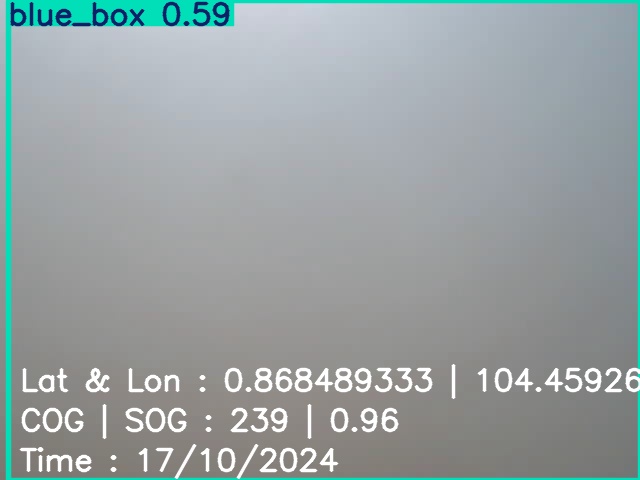 blue_box 0.59
Lat & Lon : 0.868489333 | 104.45926
COG | SOG : 239 | 0.96
Time : 17/10/2024